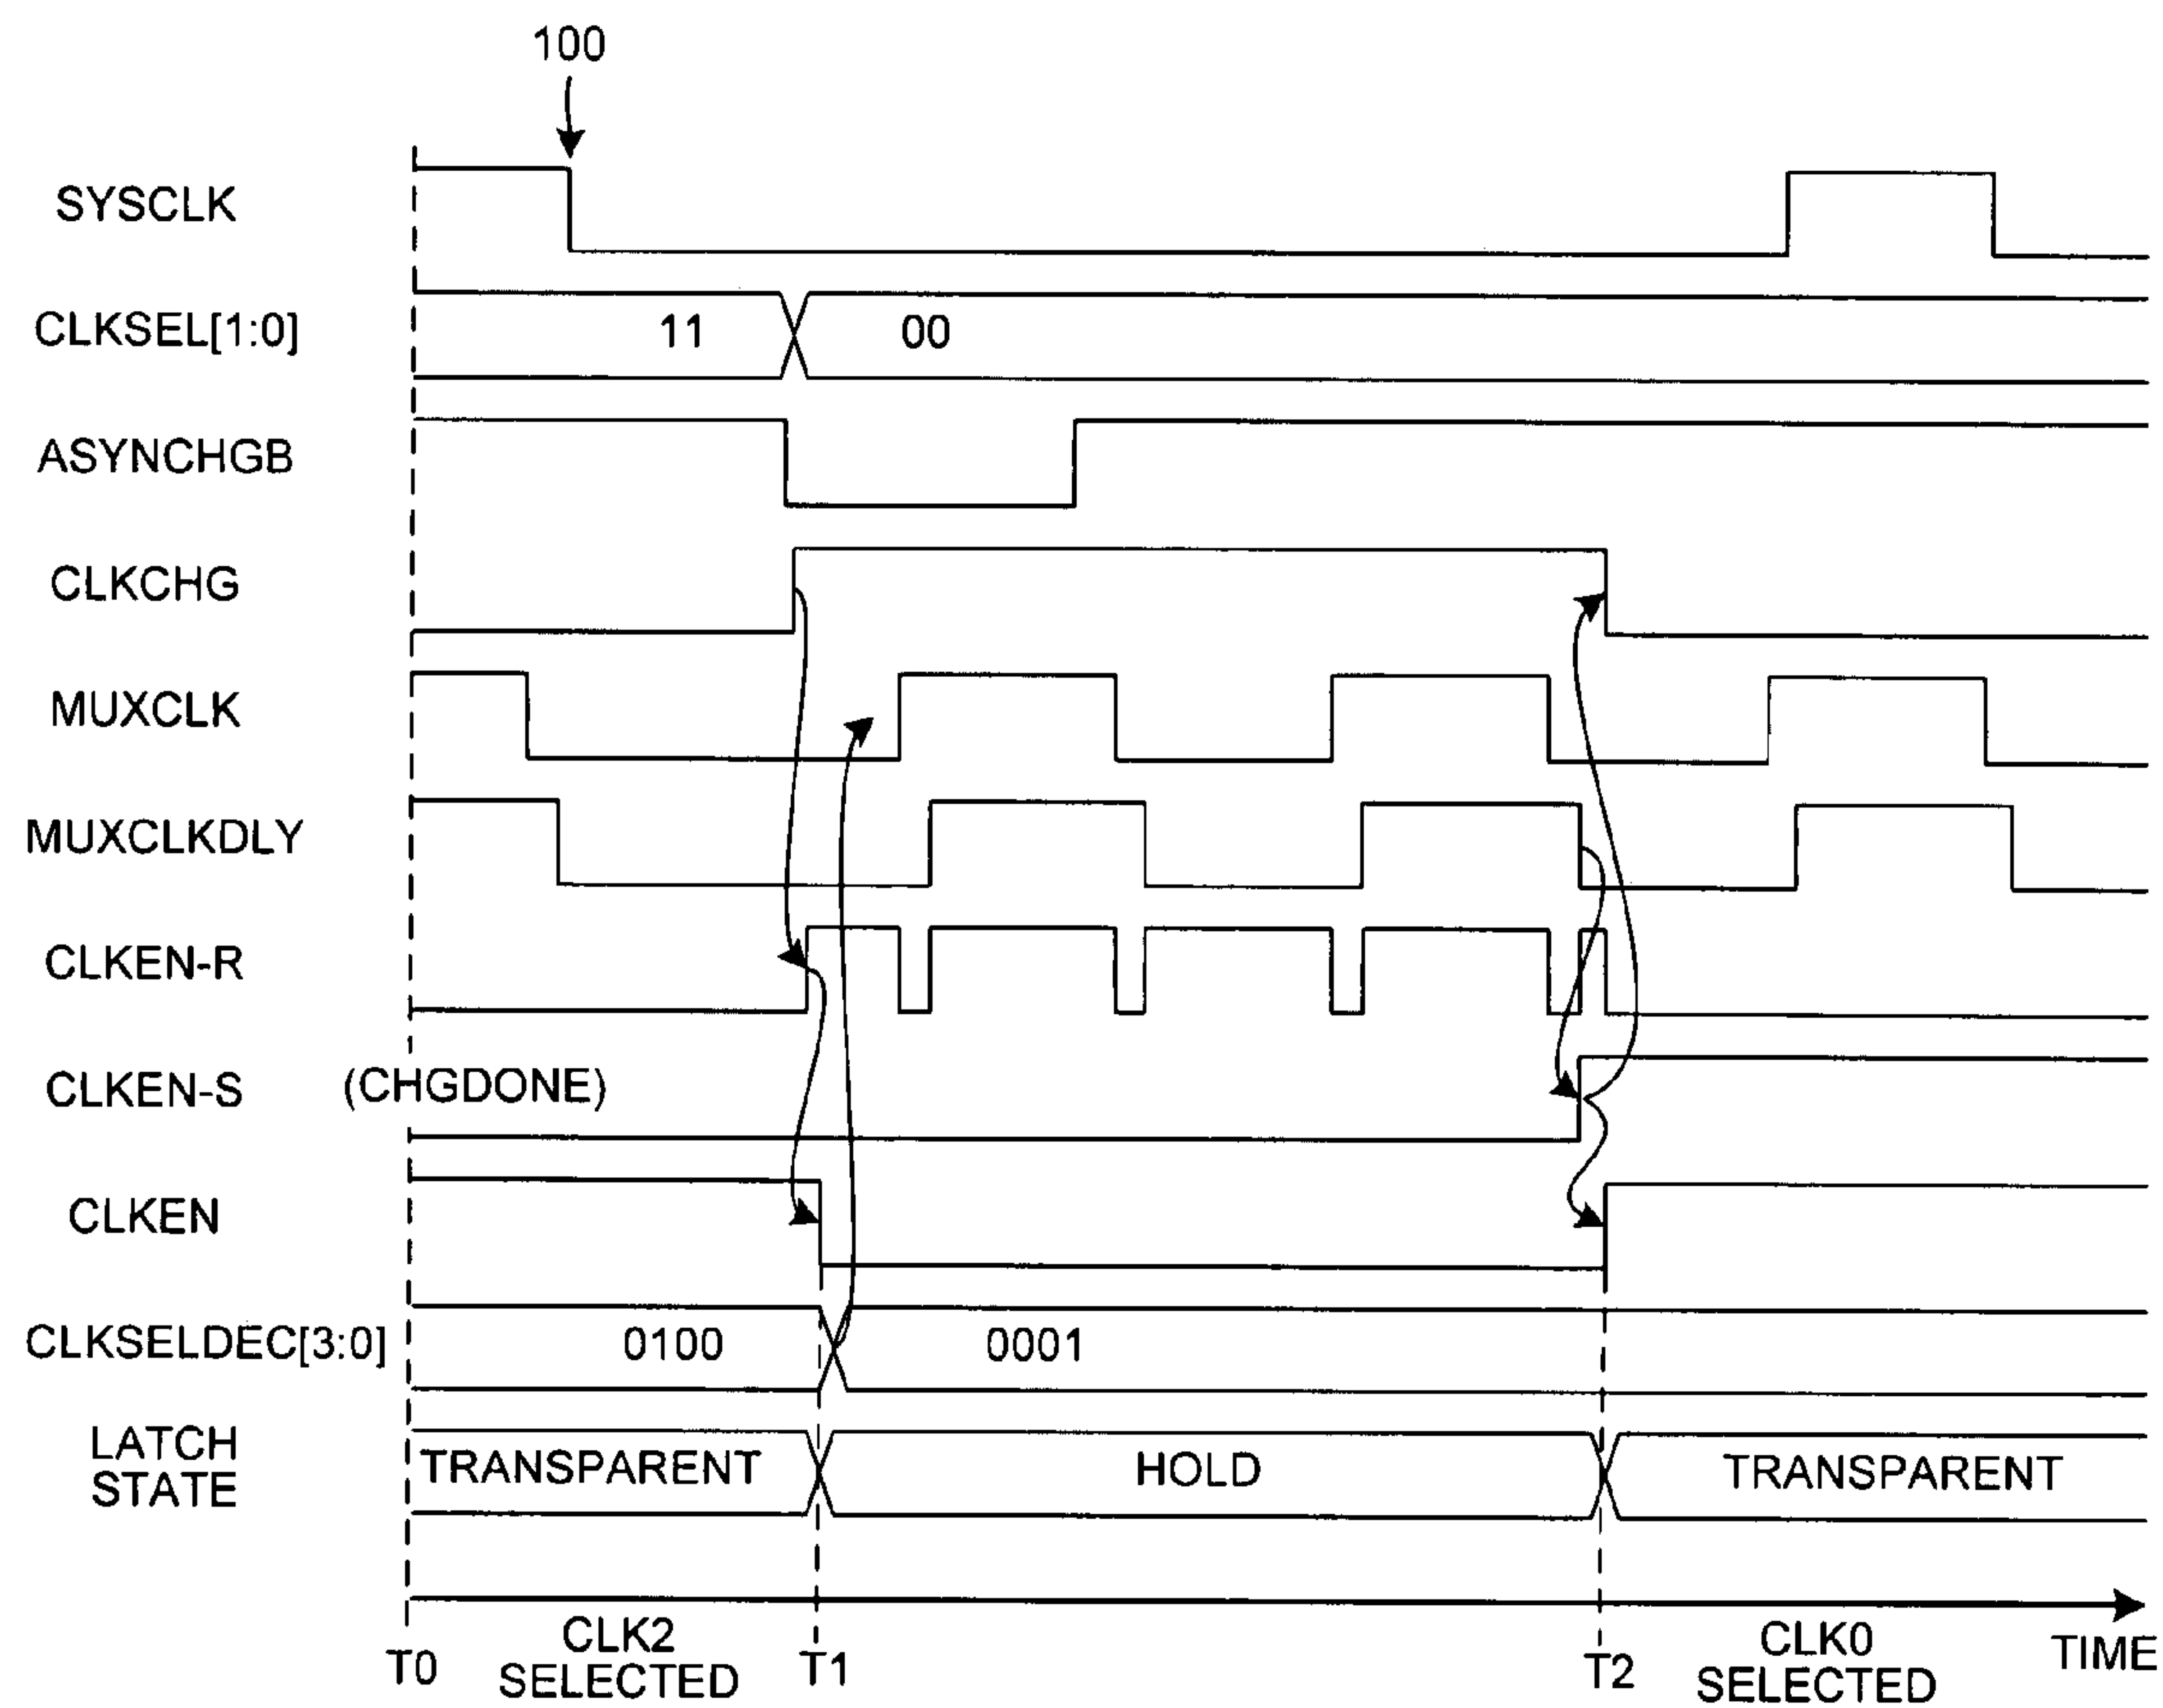 100
SYSCLK
CLKSEL[1:0] 11 00
ASYNCHGB
CLKCHG
MUXCLK
MUXCLKDLY
CLKEN-R
CLKEN-S (CHGDONE)
CLKEN
CLKSELDEC[3:0] 0100 0001
LATCH
STATE
TRANSPARENT HOLD TRANSPARENT
T0
CLK2
SELECTED
T1
T2
CLK0
SELECTED
TIME